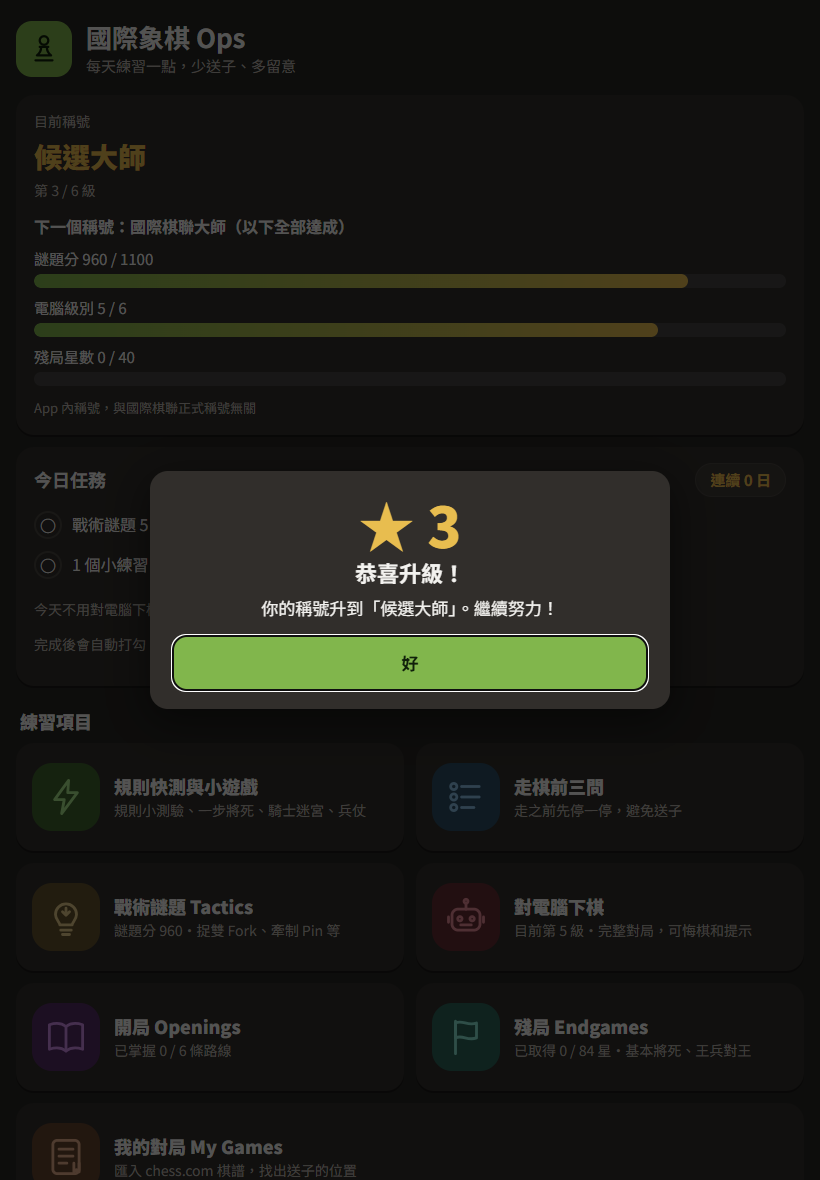 國際象棋 Ops
每天練習一點，少送子、多留意
目前稱號
候選大師
第 3 / 6 級
下一個稱號：國際棋聯大師（以下全部達成）
謎題分 960 / 1100
電腦級別 5 / 6
殘局星數 0 / 40
App 內稱號，與國際棋聯正式稱號無關
今日任務
連續 0 日
戰術謎題 5
1 個小練習
今天不用對電腦下
完成後會自動打勾
★ 3
恭喜升級！
你的稱號升到「候選大師」。繼續努力！
好
練習項目
規則快測與小遊戲
規則小測驗、一步將死、騎士迷宮、兵仗
走棋前三問
走之前先停一停，避免送子
戰術謎題 Tactics
謎題分 960・捉雙 Fork、牽制 Pin 等
對電腦下棋
目前第 5 級・完整對局，可悔棋和提示
開局 Openings
已掌握 0 / 6 條路線
殘局 Endgames
已取得 0 / 84 星・基本將死、王兵對王
我的對局 My Games
匯入 chess.com 棋譜，找出送子的位置